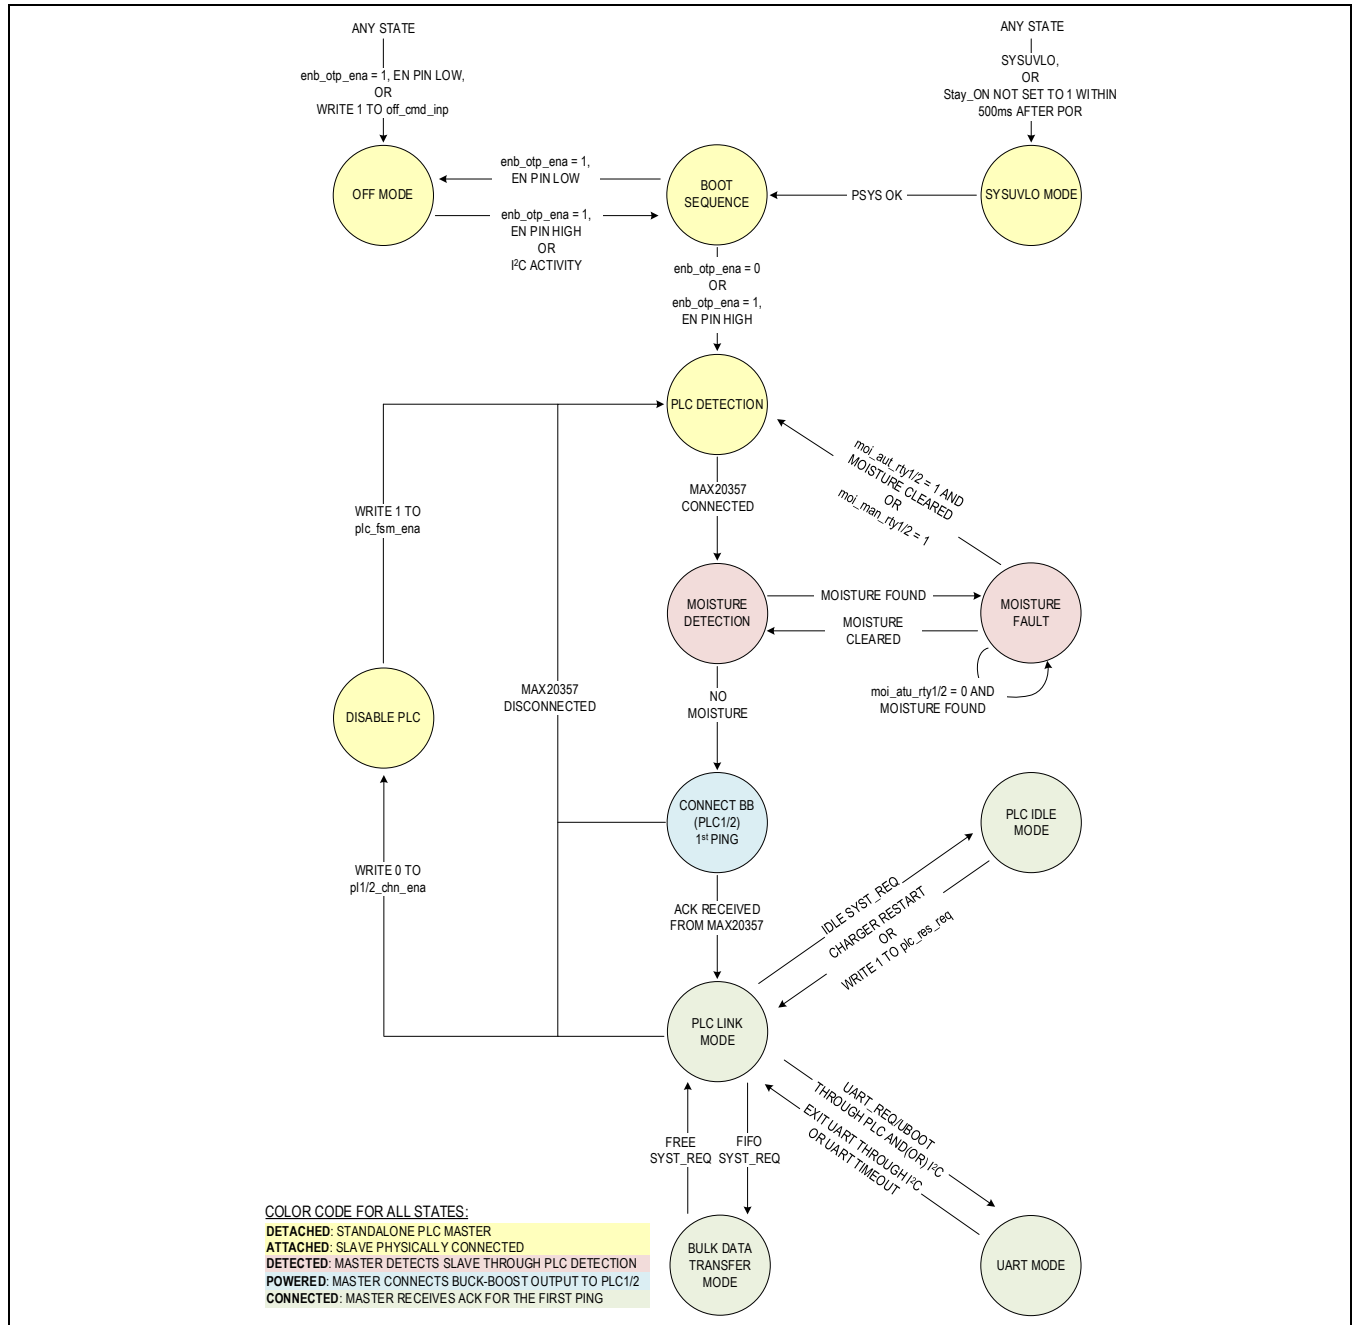 ANY STATE
enb_otp_ena = 1, EN PIN LOW,
OR
WRITE 1 TO off_cmd_inp
ANY STATE
SYSUVLO,
OR
Stay_ON NOT SET TO 1 WITHIN
500ms AFTER POR
OFF MODE
enb_otp_ena = 1,
EN PIN LOW
enb_otp_ena = 1,
EN PIN HIGH
OR
I²C ACTIVITY
BOOT
SEQUENCE
PSYS OK
SYSUVLO MODE
enb_otp_ena = 0
OR
enb_otp_ena = 1,
EN PIN HIGH
PLC DETECTION
moi_aut_rty1/2 = 1 AND
MOISTURE CLEARED
OR
moi_man_rty1/2 = 1
MAX20357
CONNECTED
WRITE 1 TO
plc_fsm_ena
MOISTURE
DETECTION
MOISTURE FOUND
MOISTURE
CLEARED
MOISTURE
FAULT
moi_atu_rty1/2 = 0 AND
MOISTURE FOUND
NO
MOISTURE
MAX20357
DISCONNECTED
DISABLE PLC
CONNECT BB
(PLC1/2)
1st PING
PLC IDLE
MODE
WRITE 0 TO
pl1/2_chn_ena
ACK RECEIVED
FROM MAX20357
IDLE SYST_REQ
CHARGER RESTART
OR
WRITE 1 TO plc_res_req
PLC LINK
MODE
UART_REQ/UBOOT
THROUGH PLC AND(OR) I²C
EXIT UART THROUGH I²C
OR UART TIMEOUT
FREE
SYST_REQ
FIFO
SYST_REQ
BULK DATA
TRANSFER
MODE
UART MODE
COLOR CODE FOR ALL STATES:
DETACHED: STANDALONE PLC MASTER
ATTACHED: SLAVE PHYSICALLY CONNECTED
DETECTED: MASTER DETECTS SLAVE THROUGH PLC DETECTION
POWERED: MASTER CONNECTS BUCK-BOOST OUTPUT TO PLC1/2
CONNECTED: MASTER RECEIVES ACK FOR THE FIRST PING